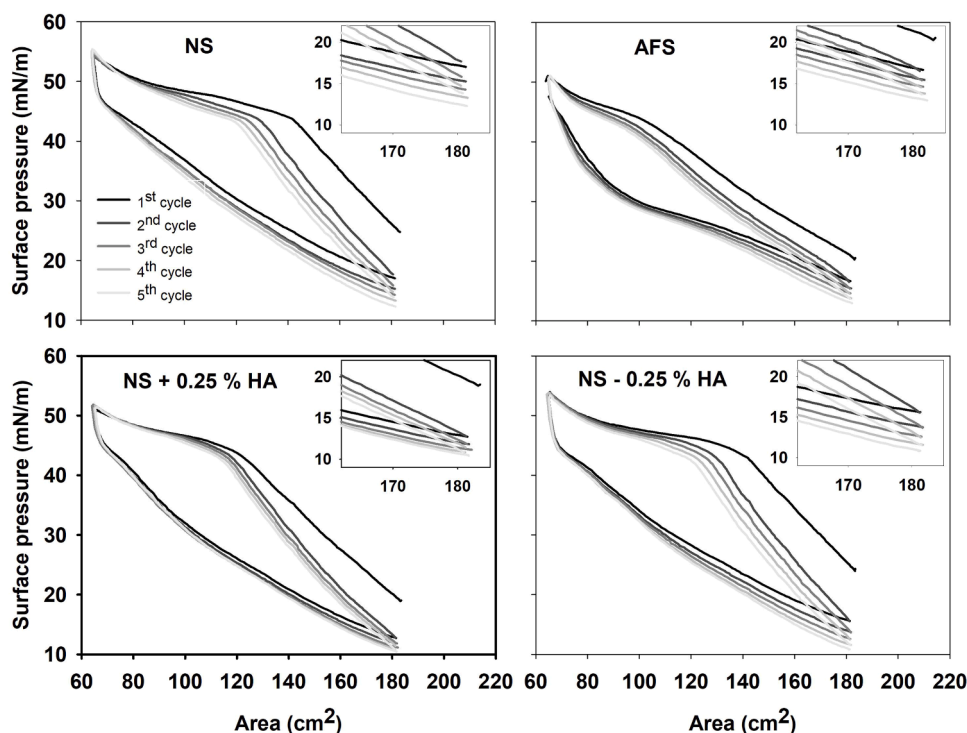 60
50
40
30
20
10
Surface pressure (mN/m)
NS
1st cycle
2nd cycle
3rd cycle
4th cycle
5th cycle
20
15
10
170 180
AFS
20
15
10
170 180
60
50
40
30
20
10
Surface pressure (mN/m)
NS + 0.25 % HA
20
15
10
170 180
60 80 100 120 140 160 180 200 220
Area (cm2)
NS - 0.25 % HA
20
15
10
170 180
60 80 100 120 140 160 180 200 220
Area (cm2)